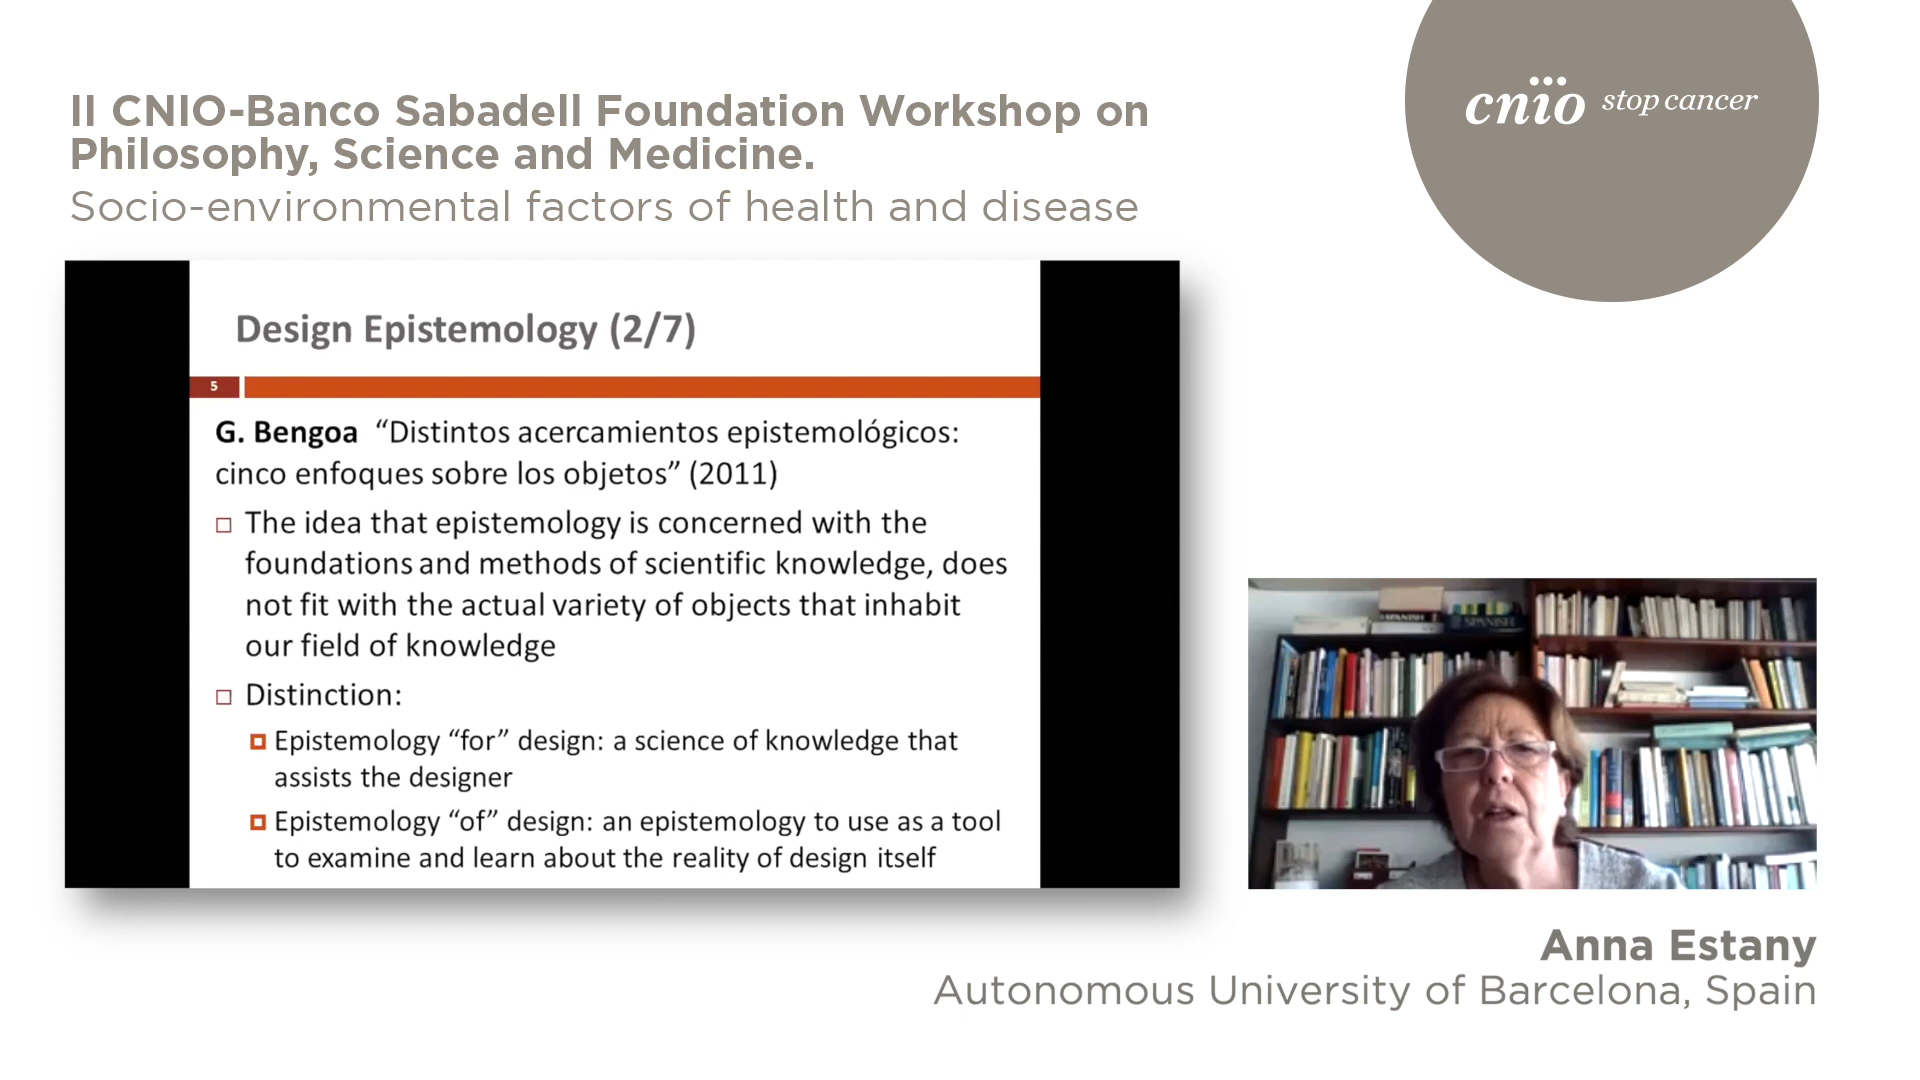 II CNIO-Banco Sabadell Foundation Workshop on
Philosophy, Science and Medicine.
Socio-environmental factors of health and disease
cnio stop cancer
Design Epistemology (2/7)
5
G. Bengoa “Distintos acercamientos epistemológicos:
cinco enfoques sobre los objetos” (2011)
The idea that epistemology is concerned with the
foundations and methods of scientific knowledge, does
not fit with the actual variety of objects that inhabit
our field of knowledge
Distinction:
Epistemology “for” design: a science of knowledge that
assists the designer
Epistemology “of” design: an epistemology to use as a tool
to examine and learn about the reality of design itself
SPANISH
Anna Estany
Autonomous University of Barcelona, Spain